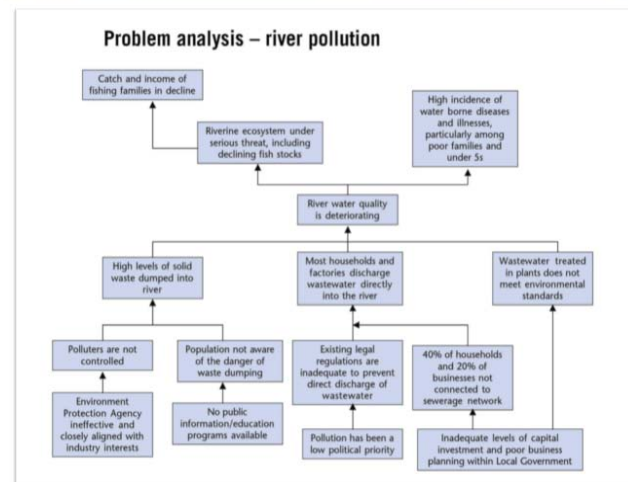 Problem analysis – river pollution
Catch and income of
fishing families in decline
High incidence of
water borne diseases
and illnesses,
particularly among
poor families and
under 5s
Riverine ecosystem under
serious threat, including
declining fish stocks
River water quality
is deteriorating
High levels of solid
waste dumped into
river
Most households and
factories discharge
wastewater directly
into the river
Wastewater treated
in plants does not
meet environmental
standards
Polluters are not
controlled
Population not aware
of the danger of
waste dumping
Existing legal
regulations are
inadequate to prevent
direct discharge of
wastewater
40% of households
and 20% of
businesses not
connected to
sewerage network
Environment
Protection Agency
ineffective and
closely aligned with
industry interests
No public
information/education
programs available
Pollution has been a
low political priority
Inadequate levels of capital
investment and poor business
planning within Local Government